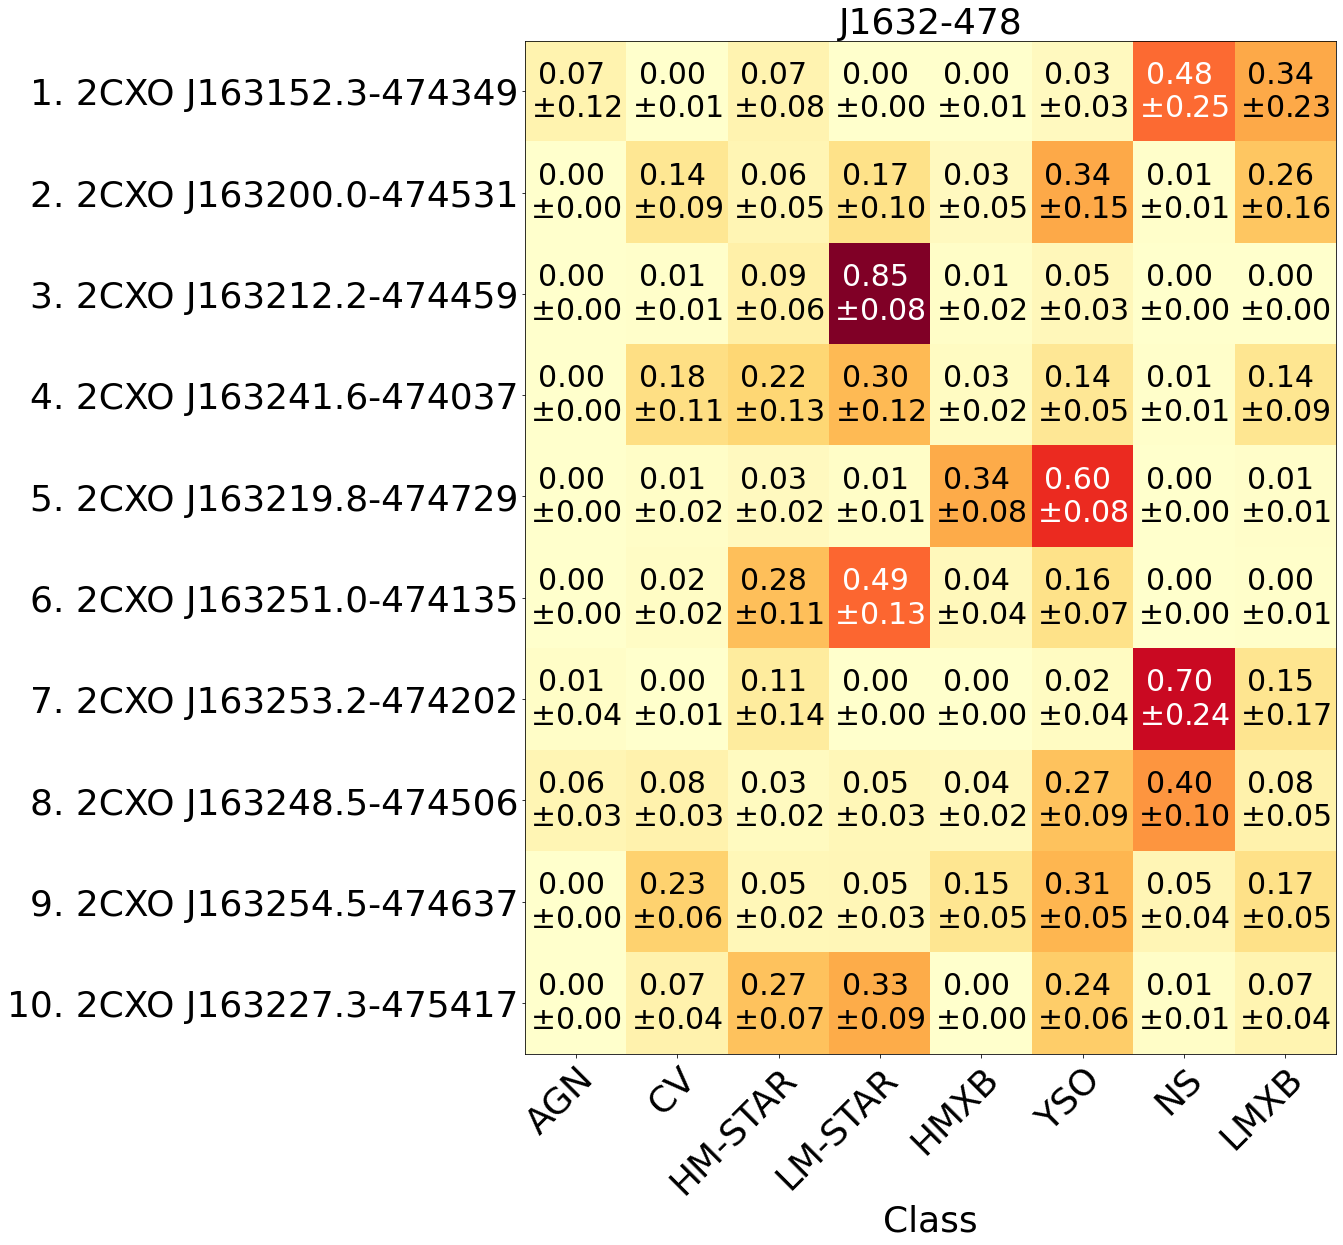 J1632-478
1. 2CXO J163152.3-474349
0.07 0.00 0.07 0.00 0.00 0.03 0.48 0.34
±0.12 ±0.01 ±0.08 ±0.00 ±0.01 ±0.03 ±0.25 ±0.23
2. 2CXO J163200.0-474531
0.00 0.14 0.06 0.17 0.03 0.34 0.01 0.26
±0.00 ±0.09 ±0.05 ±0.10 ±0.05 ±0.15 ±0.01 ±0.16
3. 2CXO J163212.2-474459
0.00 0.01 0.09 0.85 0.01 0.05 0.00 0.00
±0.00 ±0.01 ±0.06 ±0.08 ±0.02 ±0.03 ±0.00 ±0.00
4. 2CXO J163241.6-474037
0.00 0.18 0.22 0.30 0.03 0.14 0.01 0.14
±0.00 ±0.11 ±0.13 ±0.12 ±0.02 ±0.05 ±0.01 ±0.09
5. 2CXO J163219.8-474729
0.00 0.01 0.03 0.01 0.34 0.60 0.00 0.01
±0.00 ±0.02 ±0.02 ±0.01 ±0.08 ±0.08 ±0.00 ±0.01
6. 2CXO J163251.0-474135
0.00 0.02 0.28 0.49 0.04 0.16 0.00 0.00
±0.00 ±0.02 ±0.11 ±0.13 ±0.04 ±0.07 ±0.00 ±0.01
7. 2CXO J163253.2-474202
0.01 0.00 0.11 0.00 0.00 0.02 0.70 0.15
±0.04 ±0.01 ±0.14 ±0.00 ±0.00 ±0.04 ±0.24 ±0.17
8. 2CXO J163248.5-474506
0.06 0.08 0.03 0.05 0.04 0.27 0.40 0.08
±0.03 ±0.03 ±0.02 ±0.03 ±0.02 ±0.09 ±0.10 ±0.05
9. 2CXO J163254.5-474637
0.00 0.23 0.05 0.05 0.15 0.31 0.05 0.17
±0.00 ±0.06 ±0.02 ±0.03 ±0.05 ±0.05 ±0.04 ±0.05
10. 2CXO J163227.3-475417
0.00 0.07 0.27 0.33 0.00 0.24 0.01 0.07
±0.00 ±0.04 ±0.07 ±0.09 ±0.00 ±0.06 ±0.01 ±0.04
AGN CV HM-STAR LM-STAR HMXB YSO NS LMXB
Class